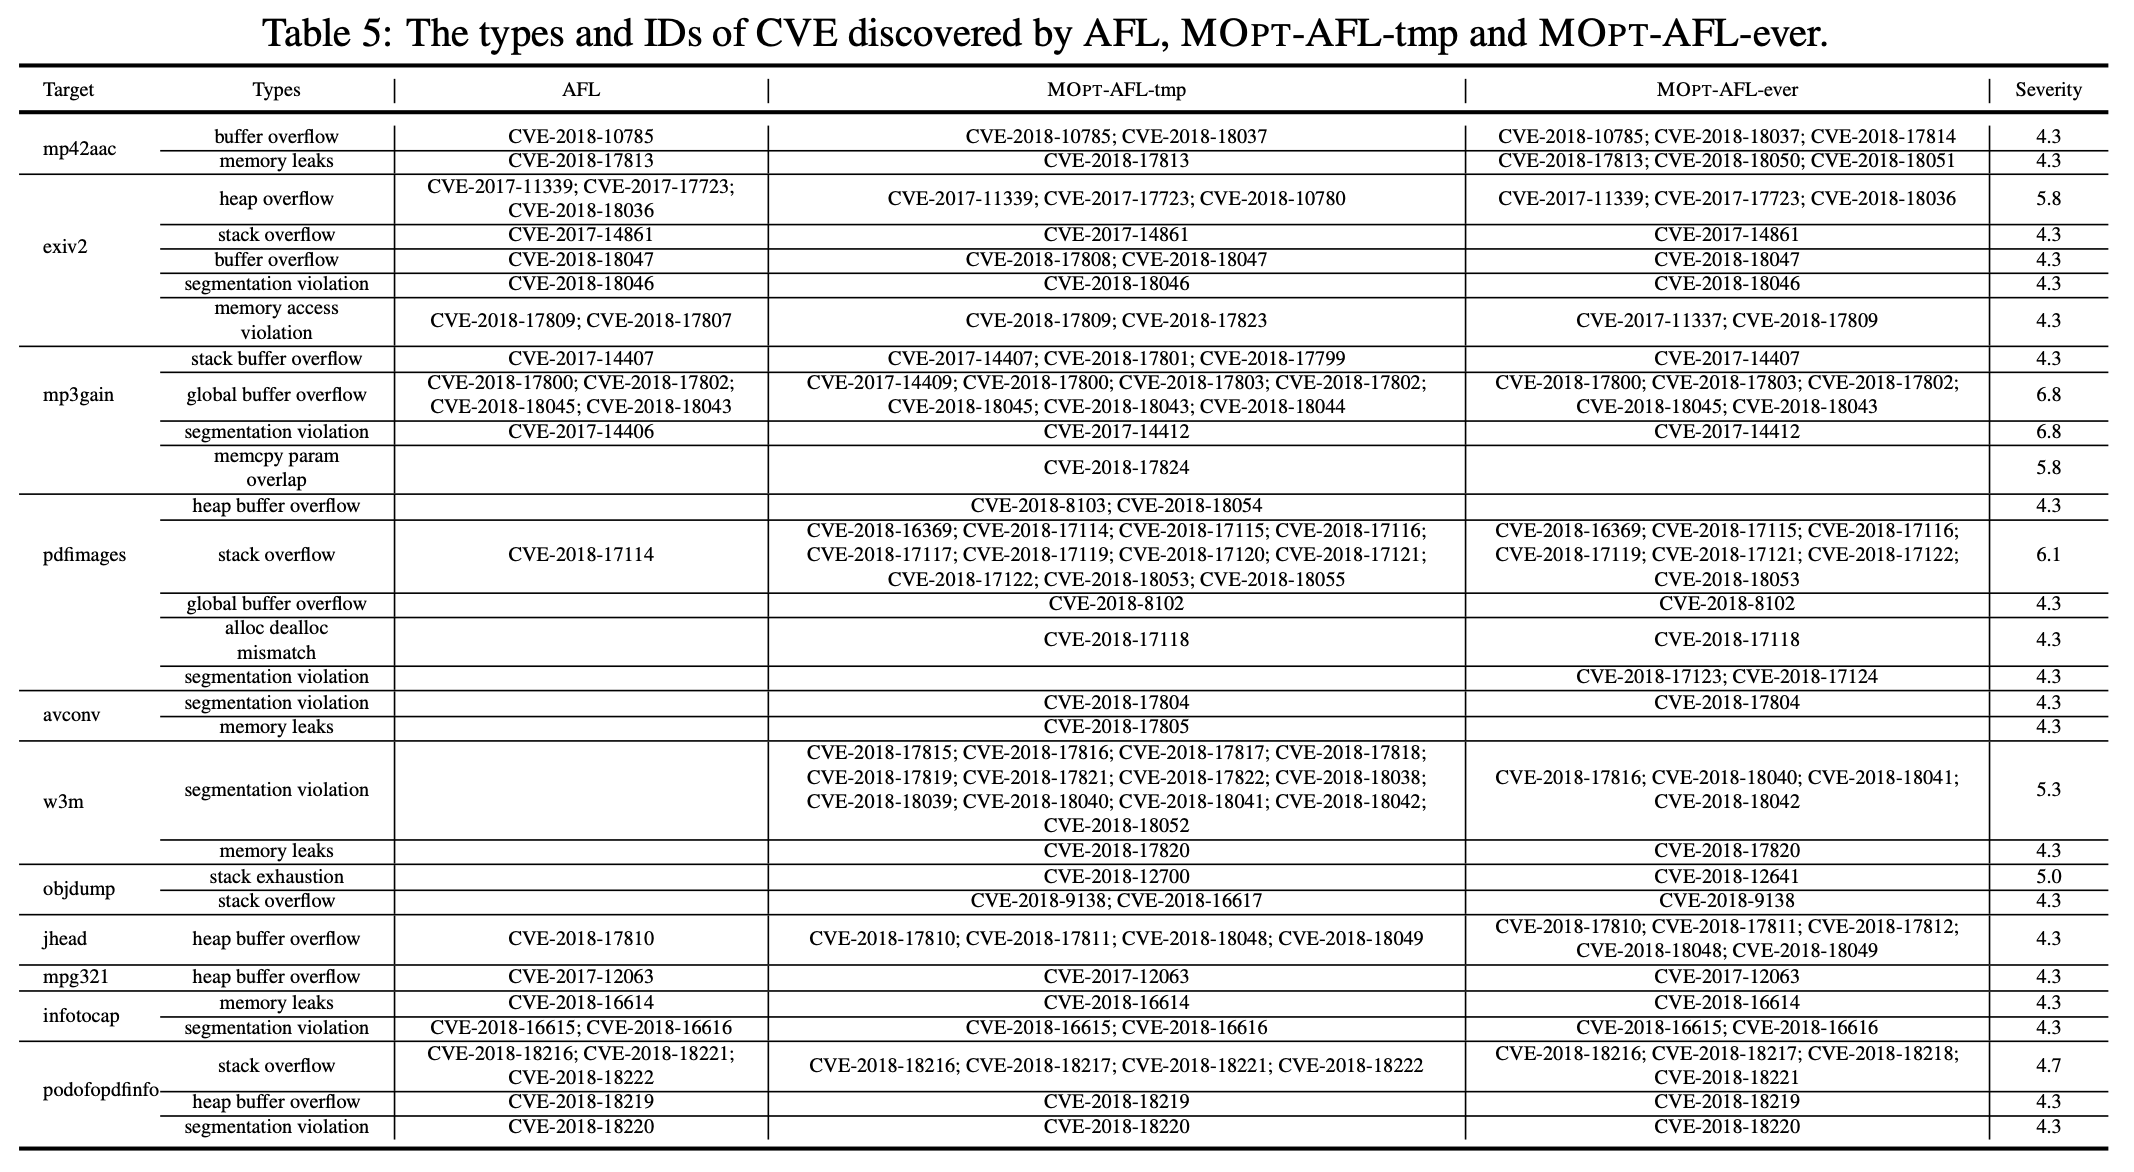 Table 5: The types and IDs of CVE discovered by AFL, MOPT-AFL-tmp and MOPT-AFL-ever.
Target Types AFL MOPT-AFL-tmp MOPT-AFL-ever Severity
mp42aac
buffer overflow CVE-2018-10785 CVE-2018-10785; CVE-2018-18037 CVE-2018-10785; CVE-2018-18037; CVE-2018-17814 4.3
memory leaks CVE-2018-17813 CVE-2018-17813 CVE-2018-17813; CVE-2018-18050; CVE-2018-18051 4.3
exiv2
heap overflow
CVE-2017-11339; CVE-2017-17723;
CVE-2018-18036
CVE-2017-11339; CVE-2017-17723; CVE-2018-10780 CVE-2017-11339; CVE-2017-17723; CVE-2018-18036 5.8
stack overflow CVE-2017-14861 CVE-2017-14861 CVE-2017-14861 4.3
buffer overflow CVE-2018-18047 CVE-2018-17808; CVE-2018-18047 CVE-2018-18047 4.3
segmentation violation CVE-2018-18046 CVE-2018-18046 CVE-2018-18046 4.3
memory access
violation
CVE-2018-17809; CVE-2018-17807 CVE-2018-17809; CVE-2018-17823 CVE-2017-11337; CVE-2018-17809 4.3
mp3gain
stack buffer overflow CVE-2017-14407 CVE-2017-14407; CVE-2018-17801; CVE-2018-17799 CVE-2017-14407 4.3
global buffer overflow
CVE-2018-17800; CVE-2018-17802;
CVE-2018-18045; CVE-2018-18043
CVE-2017-14409; CVE-2018-17800; CVE-2018-17803; CVE-2018-17802;
CVE-2018-18045; CVE-2018-18043; CVE-2018-18044
CVE-2018-17800; CVE-2018-17803; CVE-2018-17802;
CVE-2018-18045; CVE-2018-18043
6.8
segmentation violation CVE-2017-14406 CVE-2017-14412 CVE-2017-14412 6.8
memcpy param
overlap
CVE-2018-17824 5.8
pdfimages
heap buffer overflow CVE-2018-8103; CVE-2018-18054 4.3
stack overflow CVE-2018-17114
CVE-2018-16369; CVE-2018-17114; CVE-2018-17115; CVE-2018-17116;
CVE-2018-17117; CVE-2018-17119; CVE-2018-17120; CVE-2018-17121;
CVE-2018-17122; CVE-2018-18053; CVE-2018-18055
CVE-2018-16369; CVE-2018-17115; CVE-2018-17116;
CVE-2018-17119; CVE-2018-17121; CVE-2018-17122;
CVE-2018-18053
6.1
global buffer overflow CVE-2018-8102 CVE-2018-8102 4.3
alloc dealloc
mismatch
CVE-2018-17118 CVE-2018-17118 4.3
segmentation violation CVE-2018-17123; CVE-2018-17124 4.3
avconv
segmentation violation CVE-2018-17804 CVE-2018-17804 4.3
memory leaks CVE-2018-17805 4.3
w3m
segmentation violation
CVE-2018-17815; CVE-2018-17816; CVE-2018-17817; CVE-2018-17818;
CVE-2018-17819; CVE-2018-17821; CVE-2018-17822; CVE-2018-18038;
CVE-2018-18039; CVE-2018-18040; CVE-2018-18041; CVE-2018-18042;
CVE-2018-18052
CVE-2018-17816; CVE-2018-18040; CVE-2018-18041;
CVE-2018-18042
5.3
memory leaks CVE-2018-17820 CVE-2018-17820 4.3
objdump
stack exhaustion CVE-2018-12700 CVE-2018-12641 5.0
stack overflow CVE-2018-9138; CVE-2018-16617 CVE-2018-9138 4.3
jhead heap buffer overflow CVE-2018-17810 CVE-2018-17810; CVE-2018-17811; CVE-2018-18048; CVE-2018-18049
CVE-2018-17810; CVE-2018-17811; CVE-2018-17812;
CVE-2018-18048; CVE-2018-18049
4.3
mpg321 heap buffer overflow CVE-2017-12063 CVE-2017-12063 CVE-2017-12063 4.3
infotocap
memory leaks CVE-2018-16614 CVE-2018-16614 CVE-2018-16614 4.3
segmentation violation CVE-2018-16615; CVE-2018-16616 CVE-2018-16615; CVE-2018-16616 CVE-2018-16615; CVE-2018-16616 4.3
podofopdfinfo
stack overflow
CVE-2018-18216; CVE-2018-18221;
CVE-2018-18222
CVE-2018-18216; CVE-2018-18217; CVE-2018-18221; CVE-2018-18222
CVE-2018-18216; CVE-2018-18217; CVE-2018-18218;
CVE-2018-18221
4.7
heap buffer overflow CVE-2018-18219 CVE-2018-18219 CVE-2018-18219 4.3
segmentation violation CVE-2018-18220 CVE-2018-18220 CVE-2018-18220 4.3